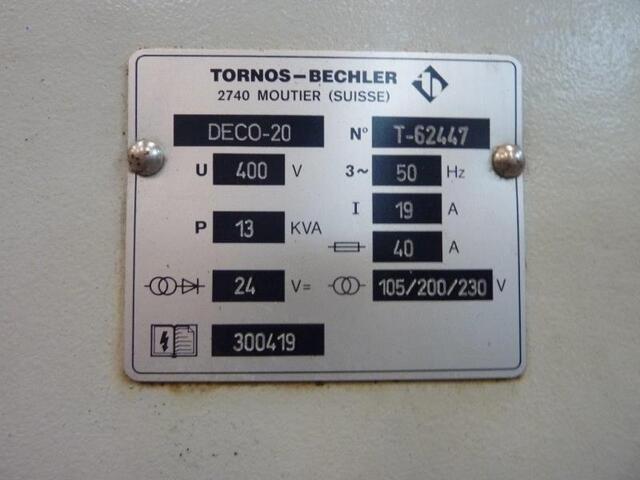 TORNOS-BECHLER
2740 MOUTIER (SUISSE)
DECO-20 N° T-62447
U 400 V 3~ 50 Hz
I 19 A
P 13 KVA
40 A
24 V= 105/200/230 V
300419